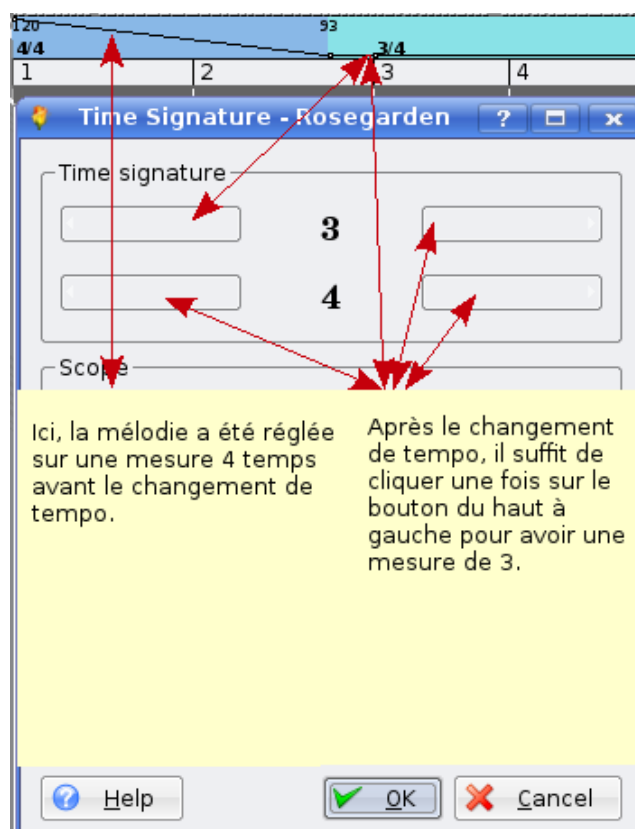 120 93
4/4 3/4
1 2 3 4
Time Signature - Rosegarden ?
Time signature
3
4
Scope
Ici, la mélodie a été réglée
sur une mesure 4 temps
avant le changement de
tempo.
Après le changement
de tempo, il suffit de
cliquer une fois sur le
bouton du haut à
gauche pour avoir une
mesure de 3.
Help OK Cancel